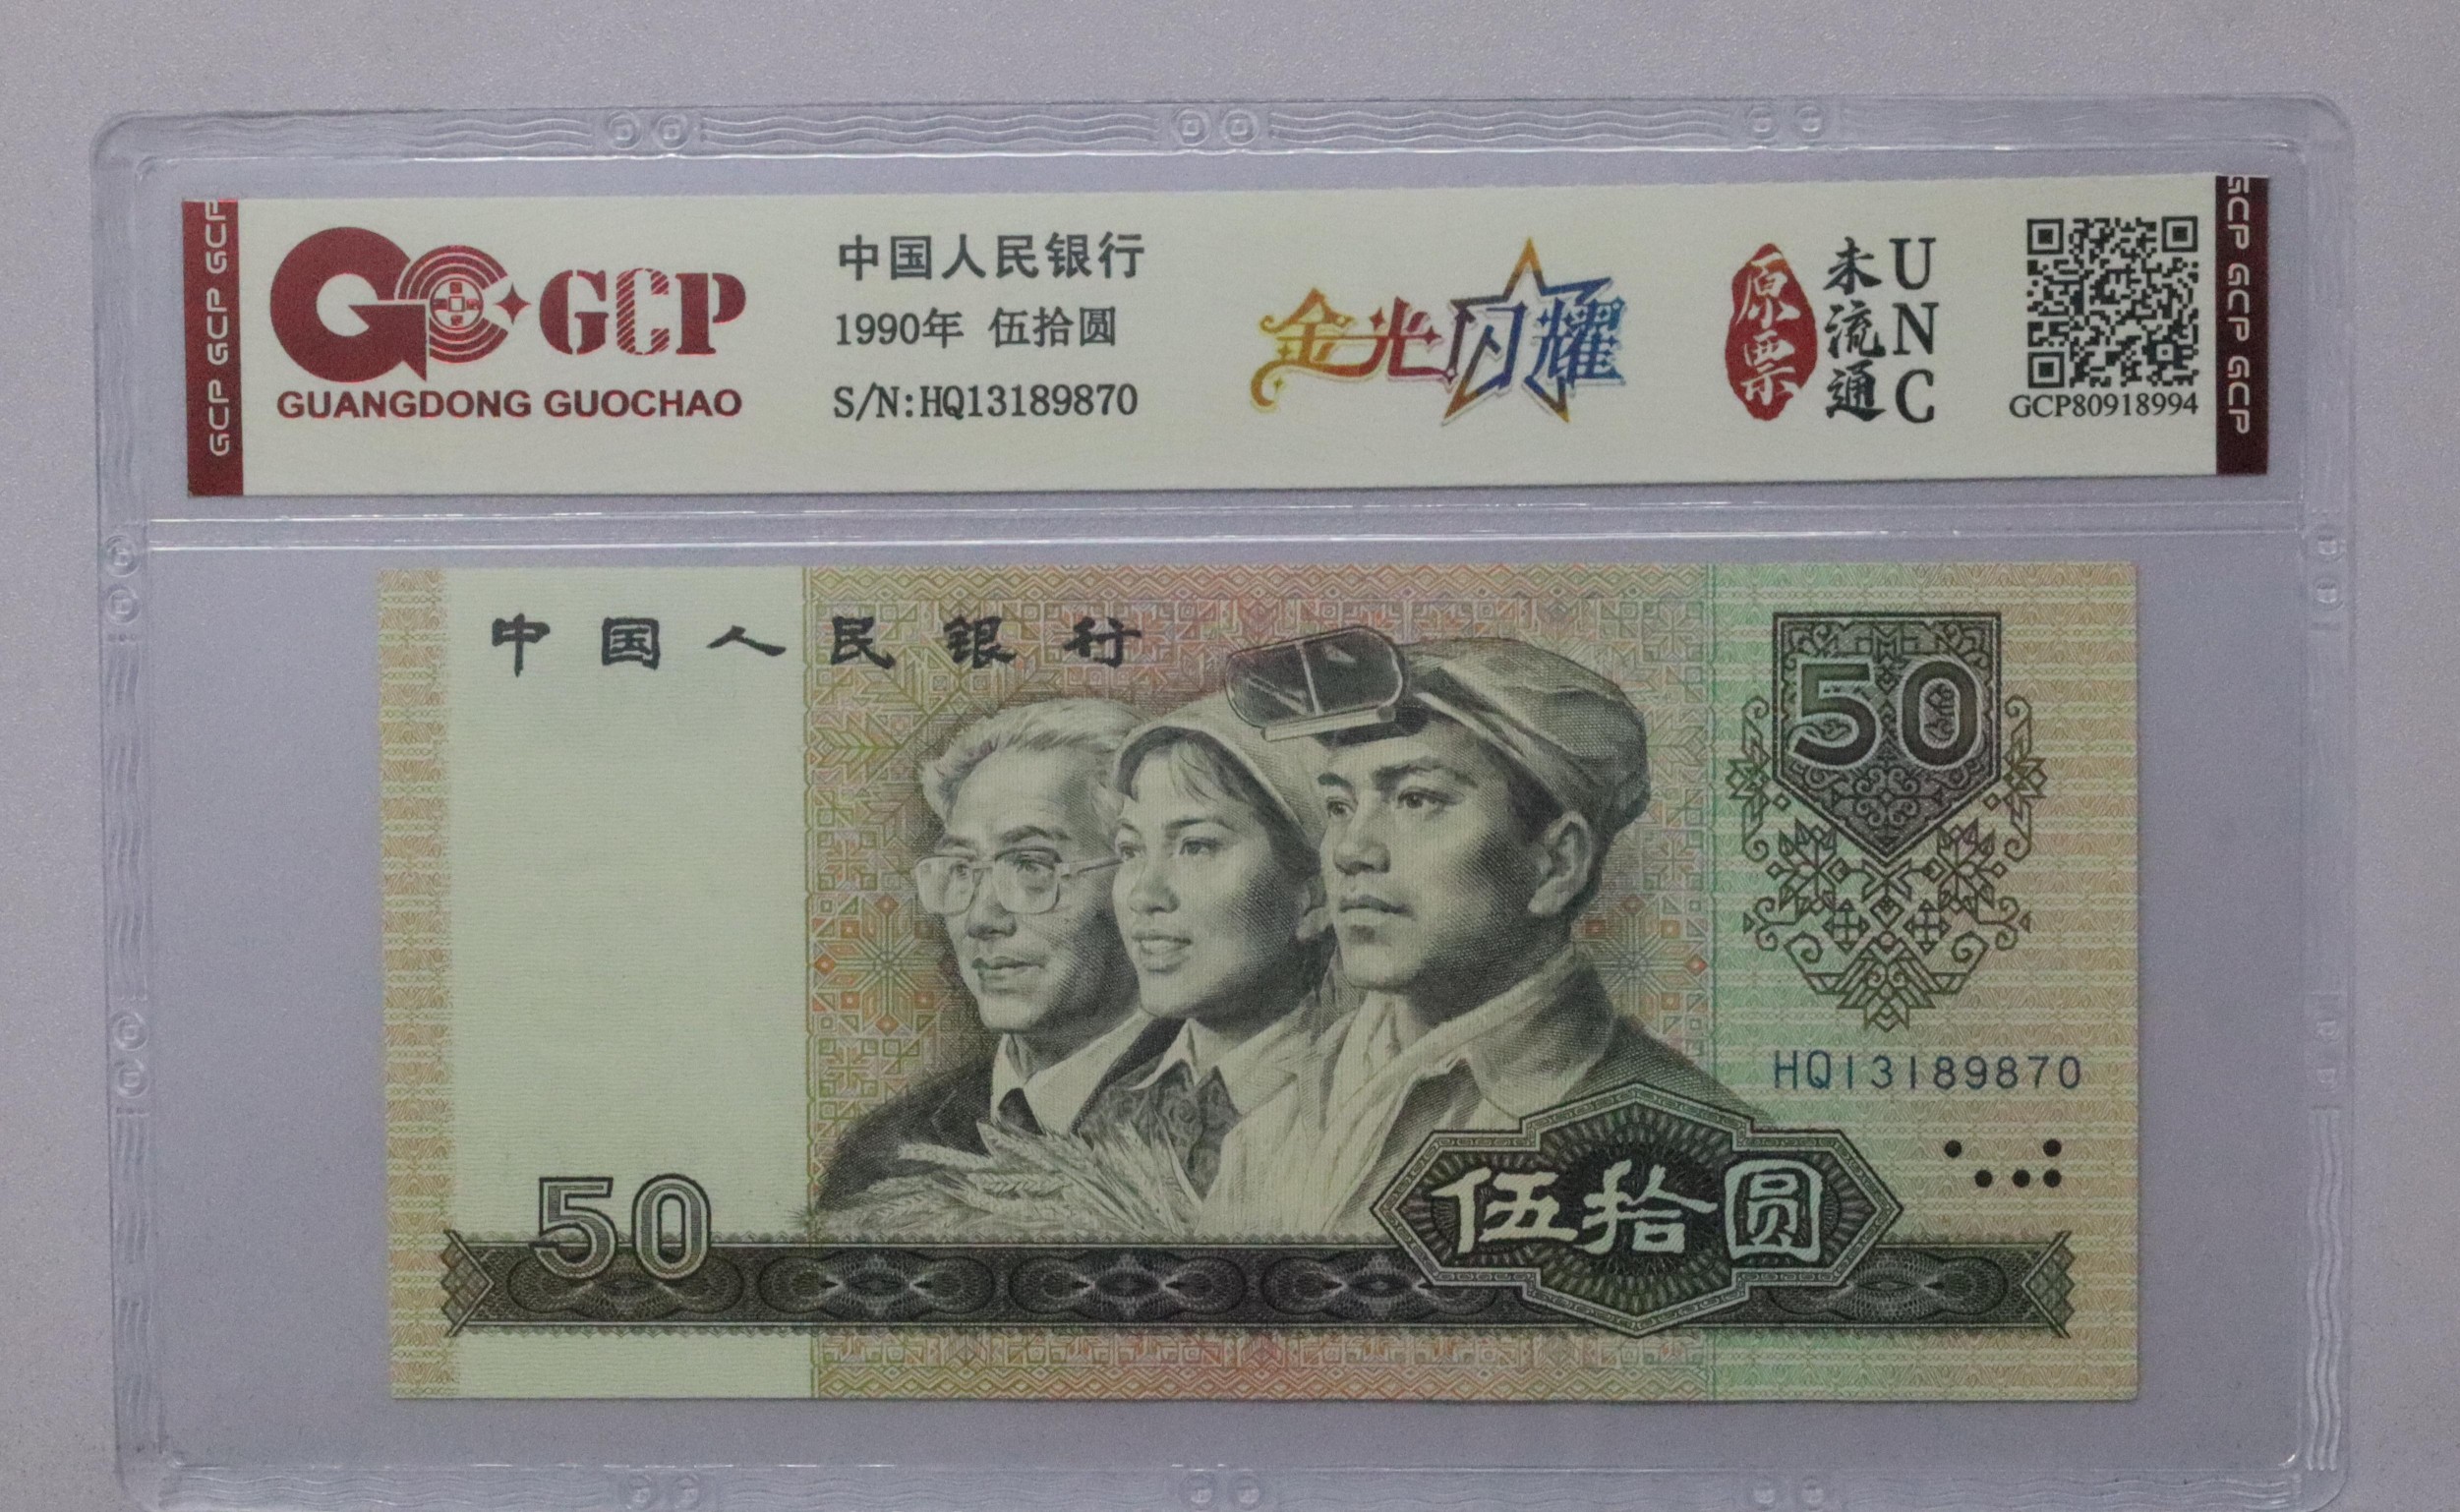 GCP GCP GCP
GCP
GUANGDONG GUOCHAO
中国人民银行
1990年 伍拾圆
S/N:HQ13189870
金光闪耀
原票
未流通
UNC
GCP80918994
GCP GCP GCP
中国人民银行
50
HQ13189870
50
伍拾圆